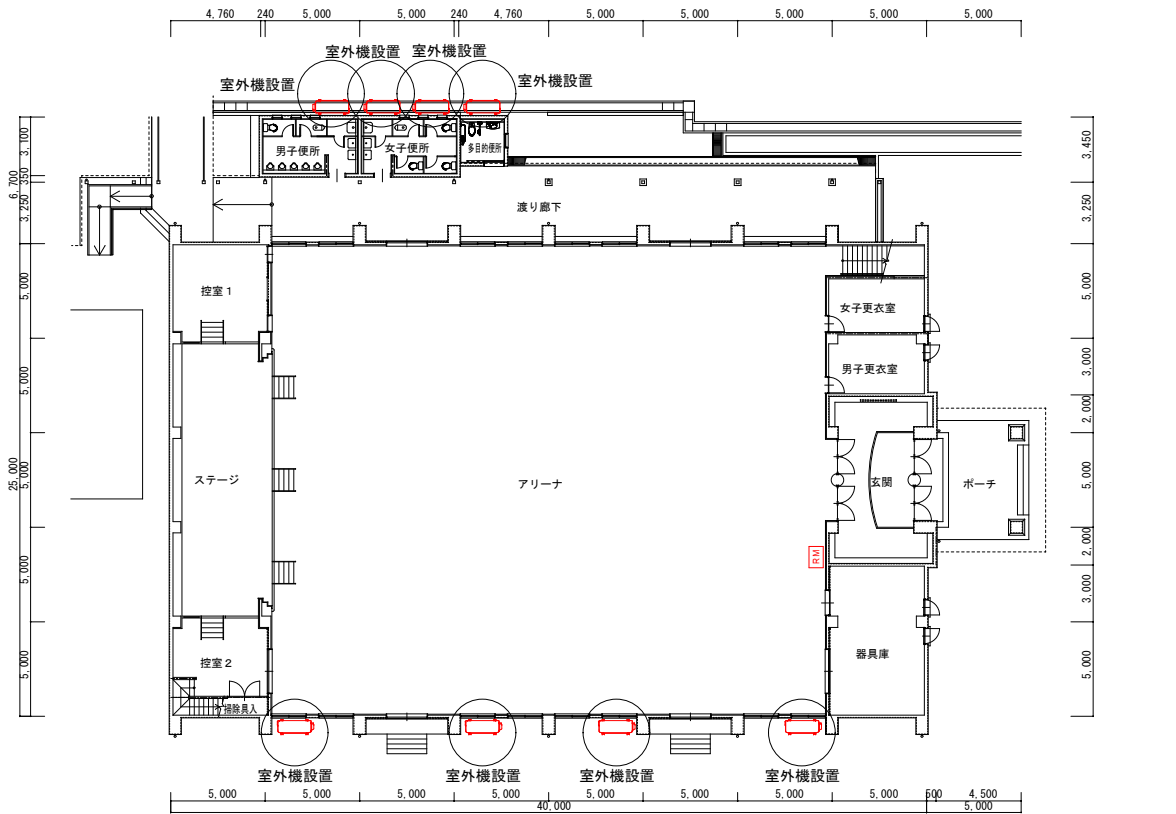 4,760 240 5,000 5,000 240 4,760 5,000 5,000 5,000 5,000 5,000
室外機設置 室外機設置
室外機設置 室外機設置
男子便所 女子便所 多目的便所
渡り廊下
3,100
350
6,700
3,250
5,000
5,000
25,000
5,000
5,000
5,000
3,450
3,250
5,000
3,000
2,000
5,000
2,000
3,000
5,000
控室1
女子更衣室
男子更衣室
ステージ
アリーナ
玄関
ポーチ
RM
控室2
器具庫
掃除具入
室外機設置 室外機設置 室外機設置 室外機設置
5,000 5,000 5,000 5,000 5,000 5,000 5,000 5,000 500 4,500
40,000 5,000